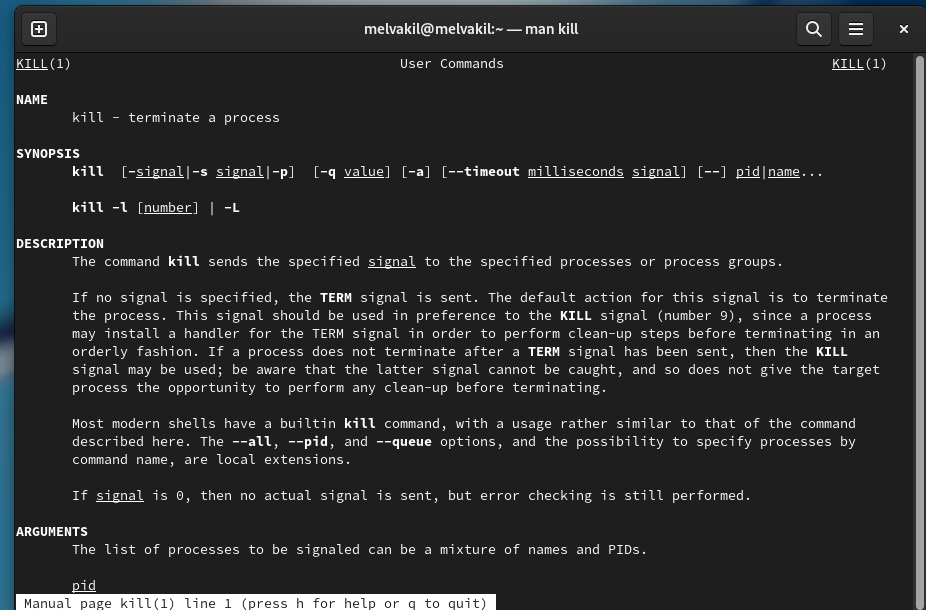 melvakil@melvakil:~ — man kill
KILL(1) User Commands KILL(1)
NAME
kill - terminate a process
SYNOPSIS
kill [-signal|-s signal|-p] [-q value] [-a] [--timeout milliseconds signal] [--] pid|name...
kill -l [number] | -L
DESCRIPTION
The command kill sends the specified signal to the specified processes or process groups.
If no signal is specified, the TERM signal is sent. The default action for this signal is to terminate
the process. This signal should be used in preference to the KILL signal (number 9), since a process
may install a handler for the TERM signal in order to perform clean-up steps before terminating in an
orderly fashion. If a process does not terminate after a TERM signal has been sent, then the KILL
signal may be used; be aware that the latter signal cannot be caught, and so does not give the target
process the opportunity to perform any clean-up before terminating.
Most modern shells have a builtin kill command, with a usage rather similar to that of the command
described here. The --all, --pid, and --queue options, and the possibility to specify processes by
command name, are local extensions.
If signal is 0, then no actual signal is sent, but error checking is still performed.
ARGUMENTS
The list of processes to be signaled can be a mixture of names and PIDs.
pid
Manual page kill(1) line 1 (press h for help or q to quit)